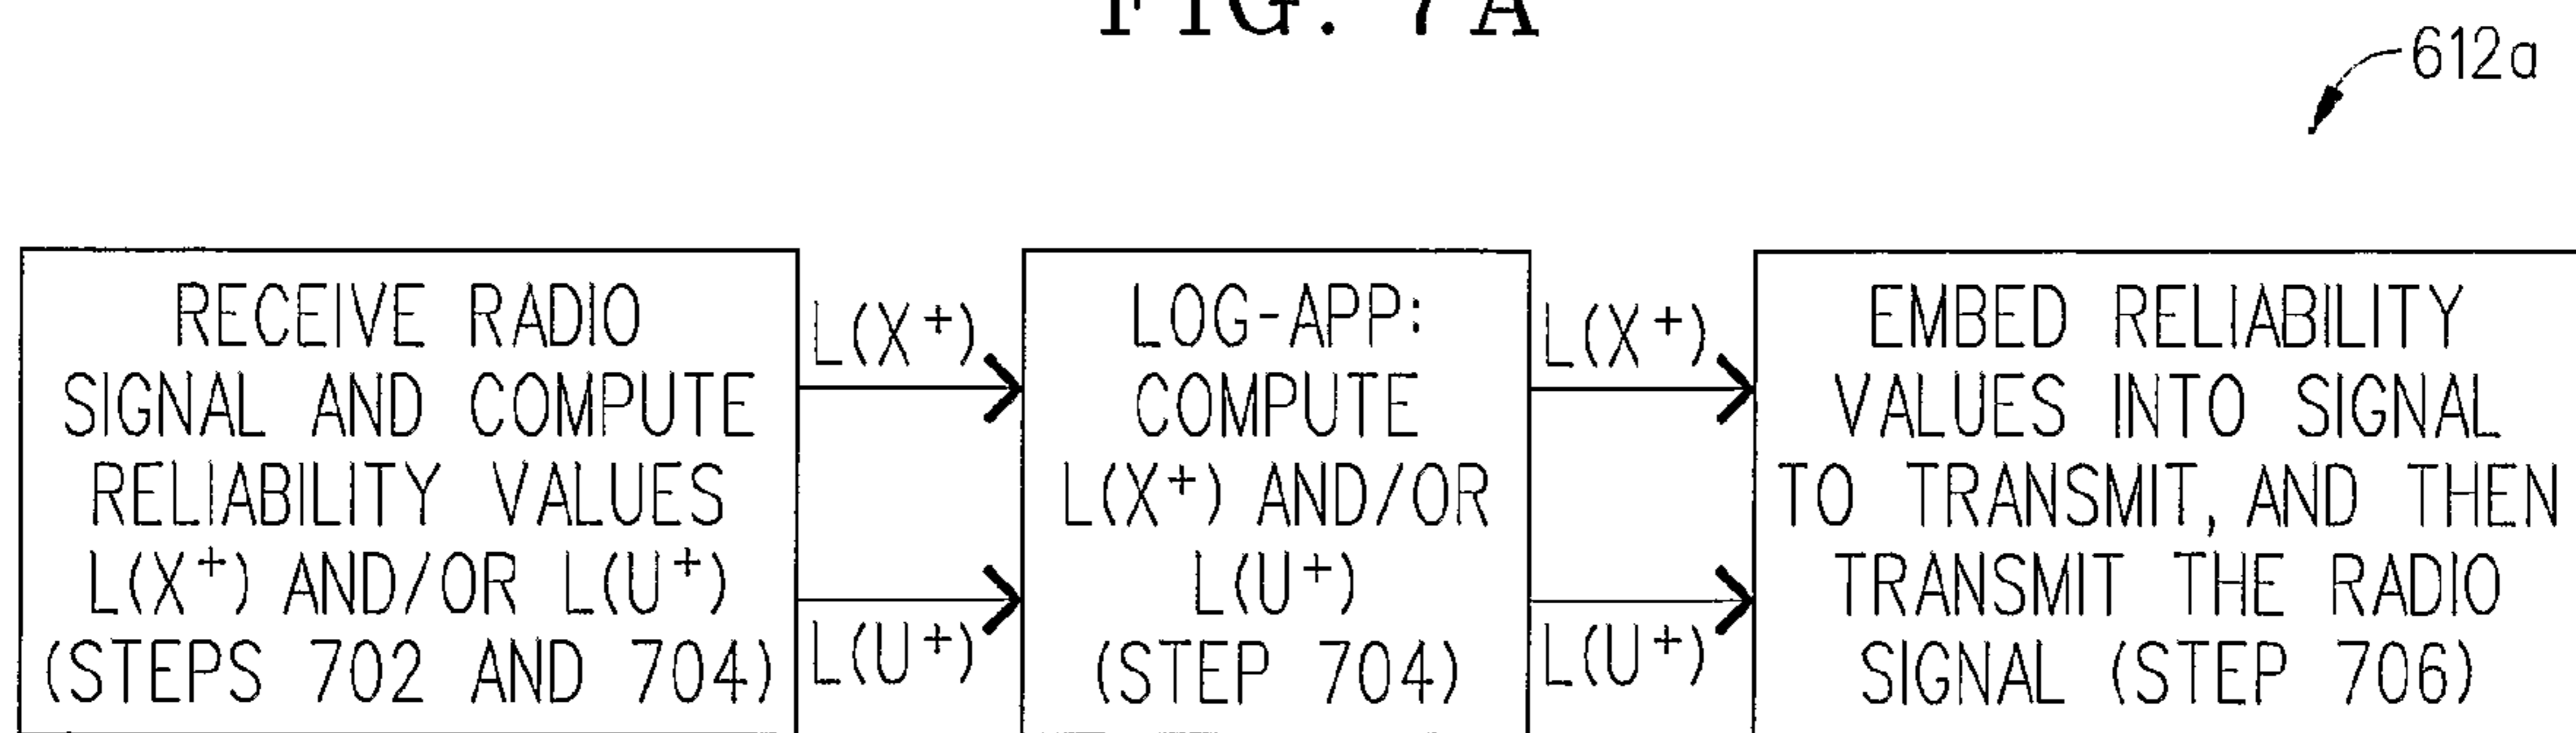 FIG. 7A
612a
RECEIVE RADIO
SIGNAL AND COMPUTE
RELIABILITY VALUES
L(X⁺) AND/OR L(U⁺)
(STEPS 702 AND 704)
L(X⁺)
L(U⁺)
LOG-APP:
COMPUTE
L(X⁺) AND/OR
L(U⁺)
(STEP 704)
L(X⁺)
L(U⁺)
EMBED RELIABILITY
VALUES INTO SIGNAL
TO TRANSMIT, AND THEN
TRANSMIT THE RADIO
SIGNAL (STEP 706)